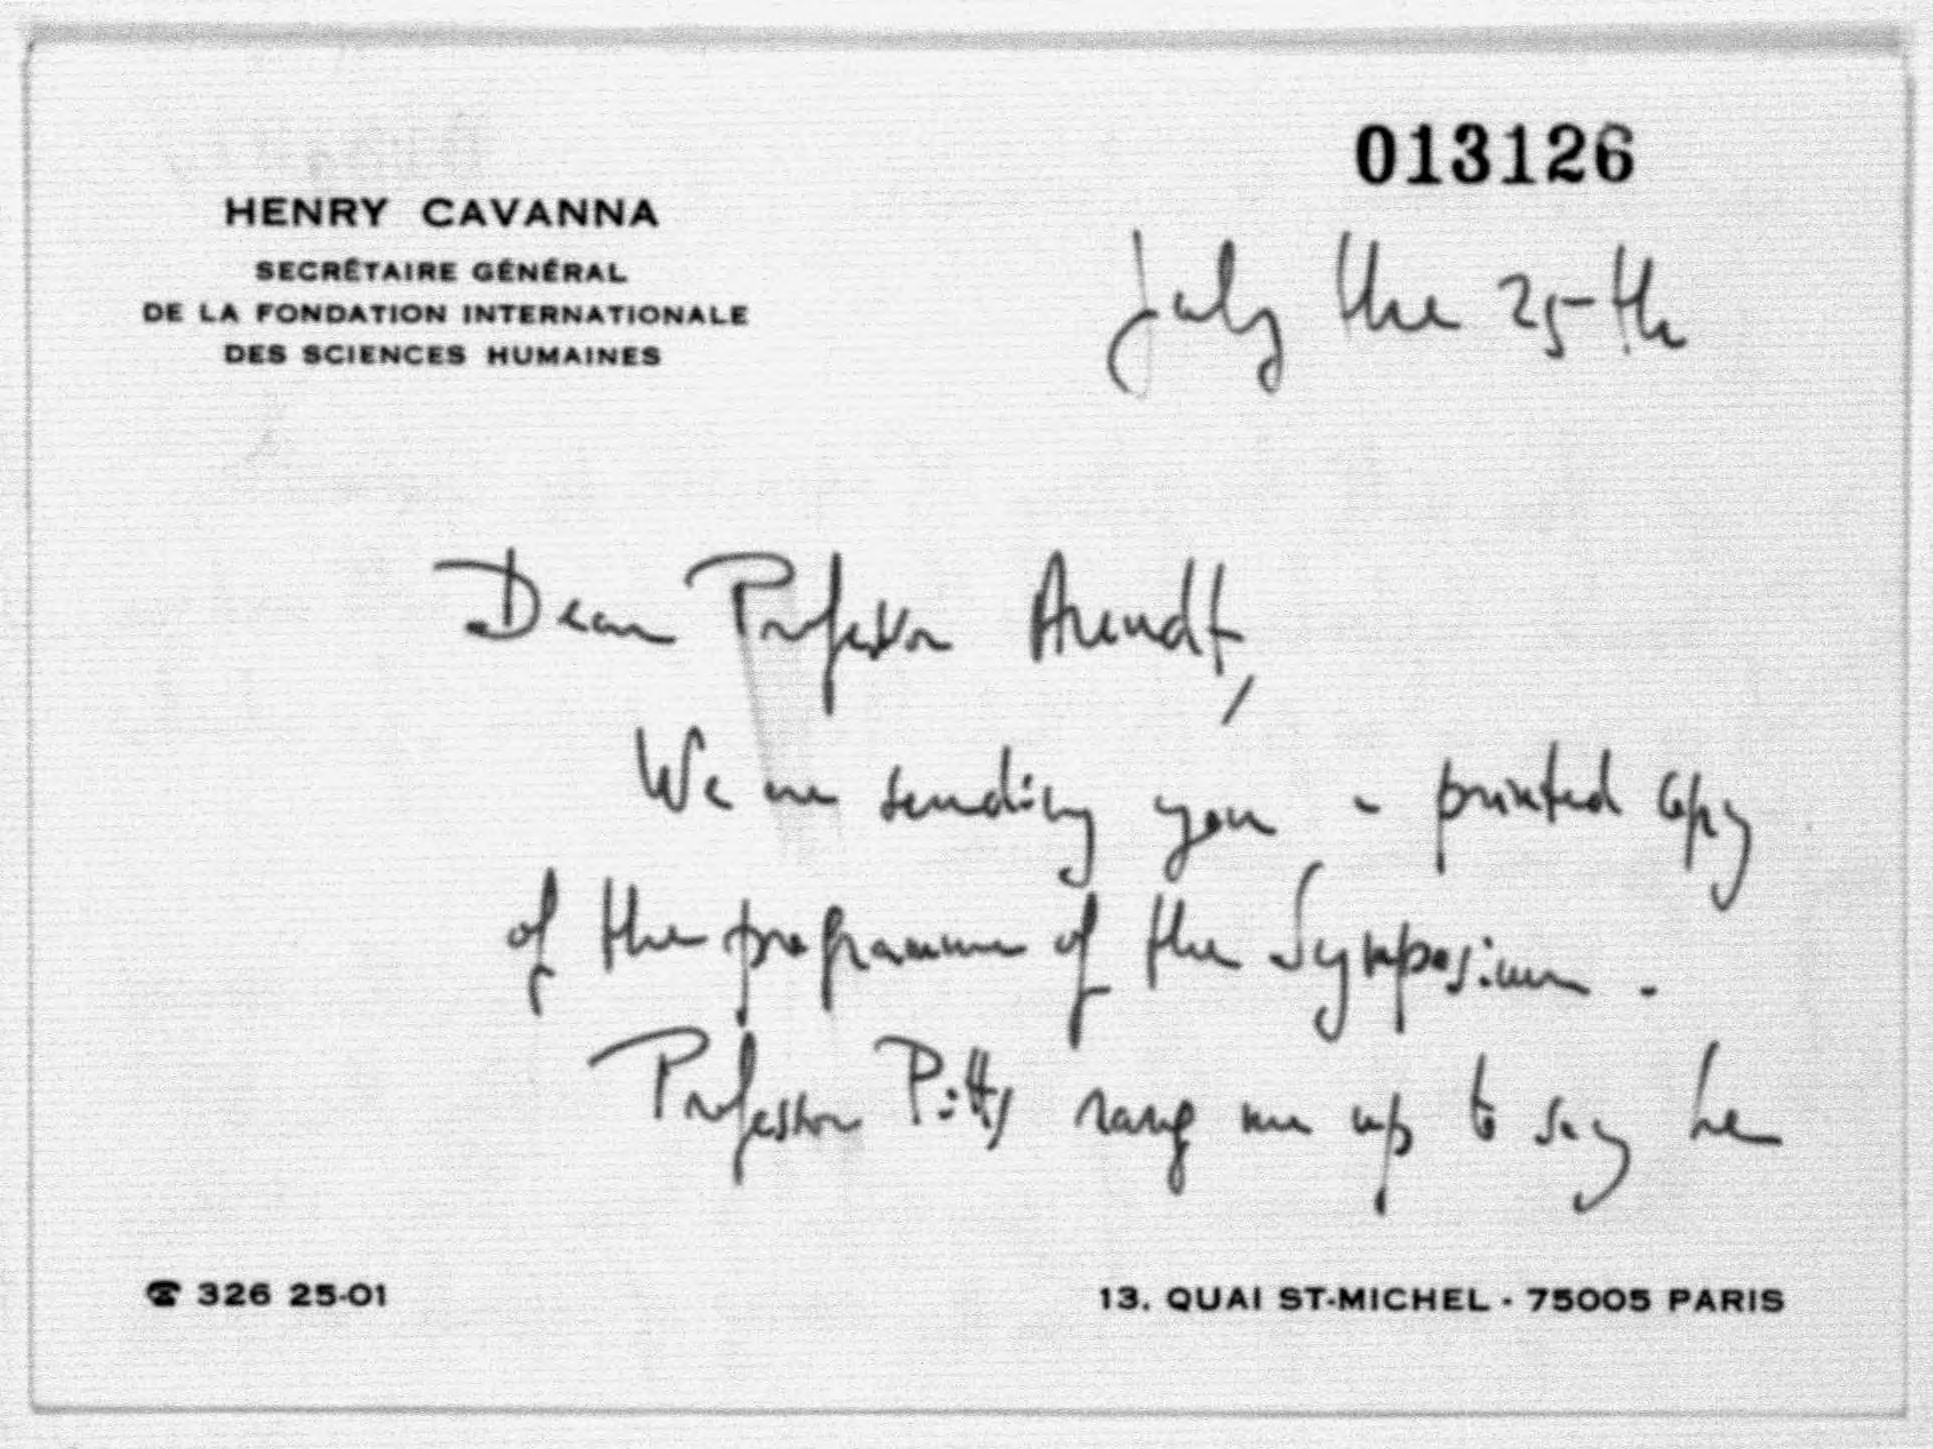 013126
HENRY CAVANNA
SECRÉTAIRE GÉNÉRAL
DE LA FONDATION INTERNATIONALE
DES SCIENCES HUMAINES
July the 25th
Dear Professor Arendt,
We are sending you a printed copy
of the programme of the Symposium.
Professor Pitts rang me up to say he
☎ 326 25-01
13, QUAI ST-MICHEL - 75005 PARIS